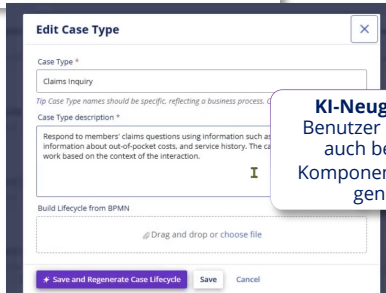 Edit Case Type
Case Type *
Claims Inquiry
Tip Case Type names should be specific, reflecting a business process.
Case Type description *
Respond to members' claims questions using information such as
information about out-of-pocket costs, and service history. The ca
work based on the context of the interaction.
KI-Neug
Benutzer
auch be
Komponen
gen
Build Lifecycle from BPMN
Drag and drop or choose file
Save and Regenerate Case Lifecycle Save Cancel